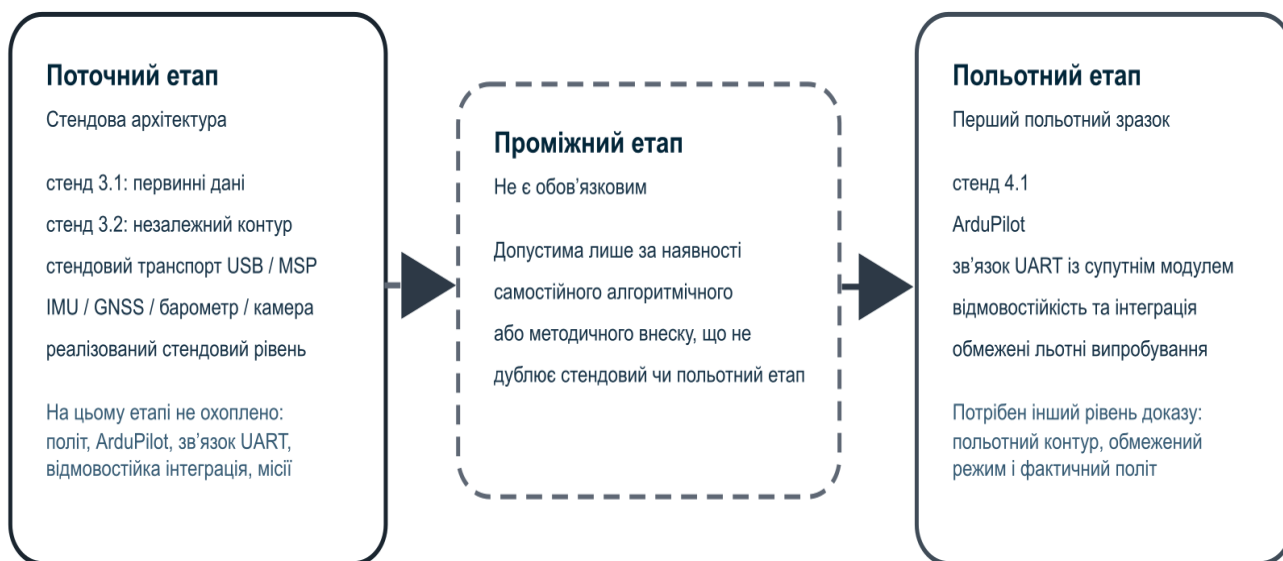 Поточний етап
Стендова архітектура
стенд 3.1: первинні дані
стенд 3.2: незалежний контур
стендовий транспорт USB / MSP
IMU / GNSS / барометр / камера
реалізований стендовий рівень
На цьому етапі не охоплено:
політ, ArduPilot, зв’язок UART,
відмовостійка інтеграція, місії
Проміжний етап
Не є обов’язковим
Допустима лише за наявності
самостійного алгоритмічного
або методичного внеску, що не
дублює стендовий чи польотний етап
Польотний етап
Перший польотний зразок
стенд 4.1
ArduPilot
зв’язок UART із супутнім модулем
відмовостійкість та інтеграція
обмежені льотні випробування
Потрібен інший рівень доказу:
польотний контур, обмежений
режим і фактичний політ